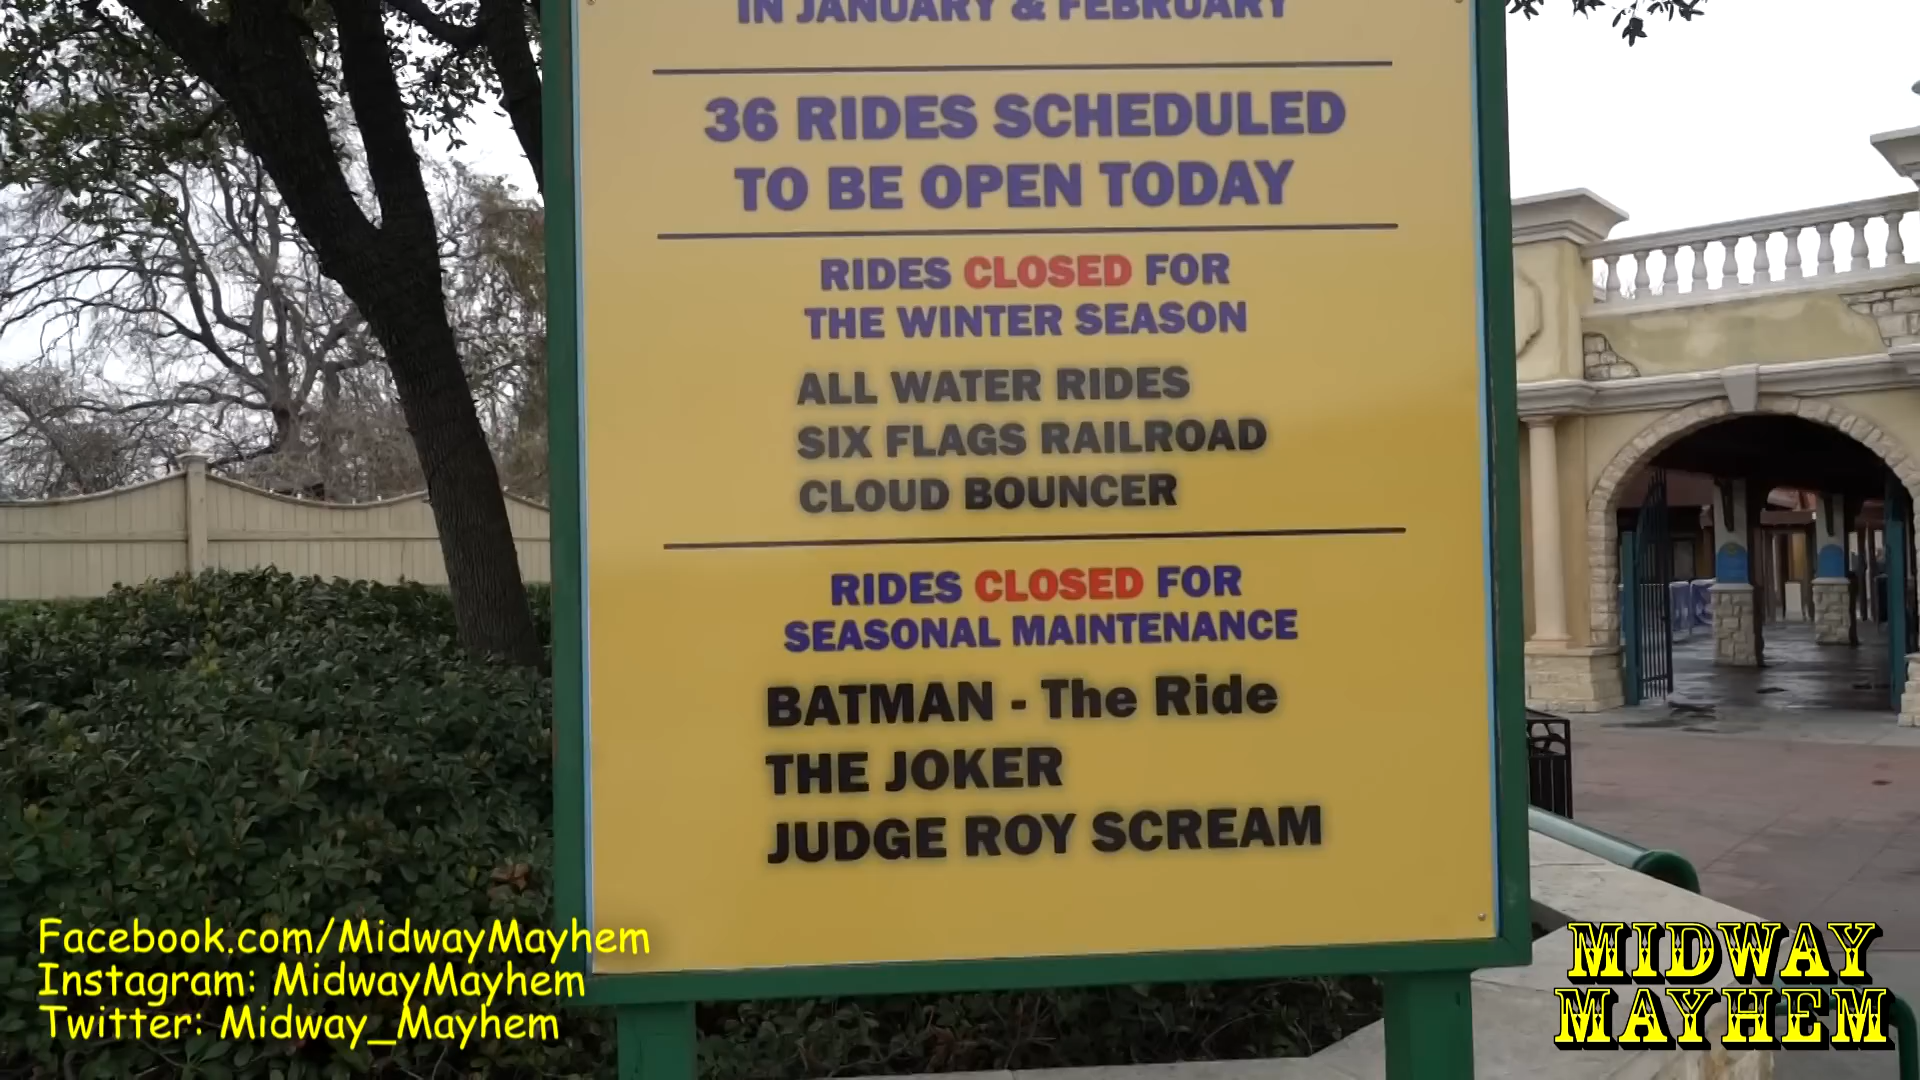 IN JANUARY & FEBRUARY
36 RIDES SCHEDULED
TO BE OPEN TODAY
RIDES CLOSED FOR
THE WINTER SEASON
ALL WATER RIDES
SIX FLAGS RAILROAD
CLOUD BOUNCER
RIDES CLOSED FOR
SEASONAL MAINTENANCE
BATMAN - The Ride
THE JOKER
JUDGE ROY SCREAM
Facebook.com/MidwayMayhem
Instagram: MidwayMayhem
Twitter: Midway_Mayhem
MIDWAY
MAYHEM